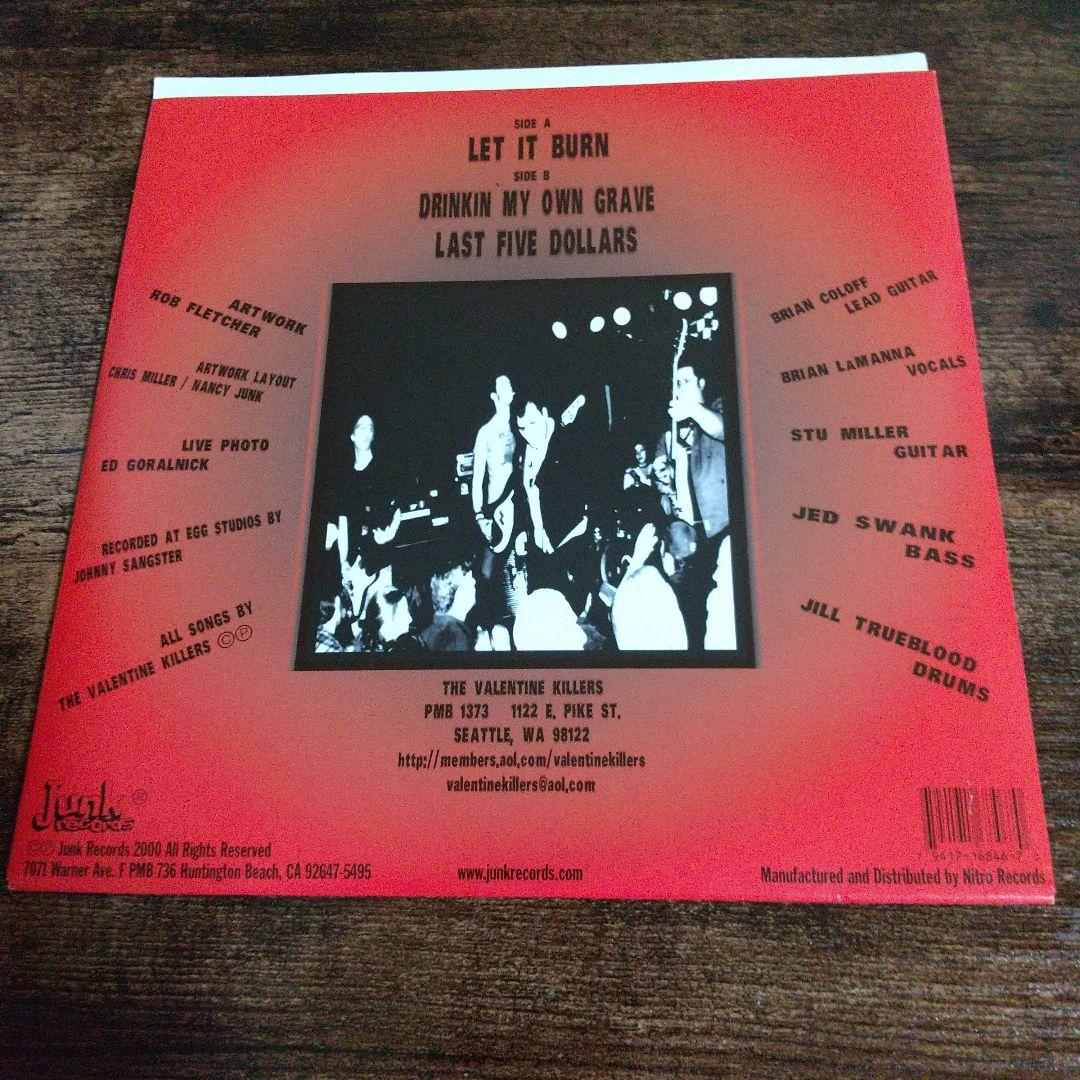 SIDE A
LET IT BURN
SIDE B
DRINKIN MY OWN GRAVE
LAST FIVE DOLLARS
ARTWORK
ROB FLETCHER
ARTWORK LAYOUT
CHRIS MILLER / NANCY JUNK
LIVE PHOTO
ED GORALNICK
RECORDED AT EGG STUDIOS BY
JOHNNY SANGSTER
ALL SONGS BY
THE VALENTINE KILLERS ©℗
BRIAN COLOFF
LEAD GUITAR
BRIAN LaMANNA
VOCALS
STU MILLER
GUITAR
JED SWANK
BASS
JILL TRUEBLOOD
DRUMS
THE VALENTINE KILLERS
PMB 1373 1122 E. PIKE ST.
SEATTLE, WA 98122
http://members.aol.com/valentinekillers
valentinekillers@aol.com
Junk ®
records
©℗ Junk Records 2000 All Rights Reserved
7071 Warner Ave. F PMB 736 Huntington Beach, CA 92647-5495
www.junkrecords.com
Manufactured and Distributed by Nitro Records